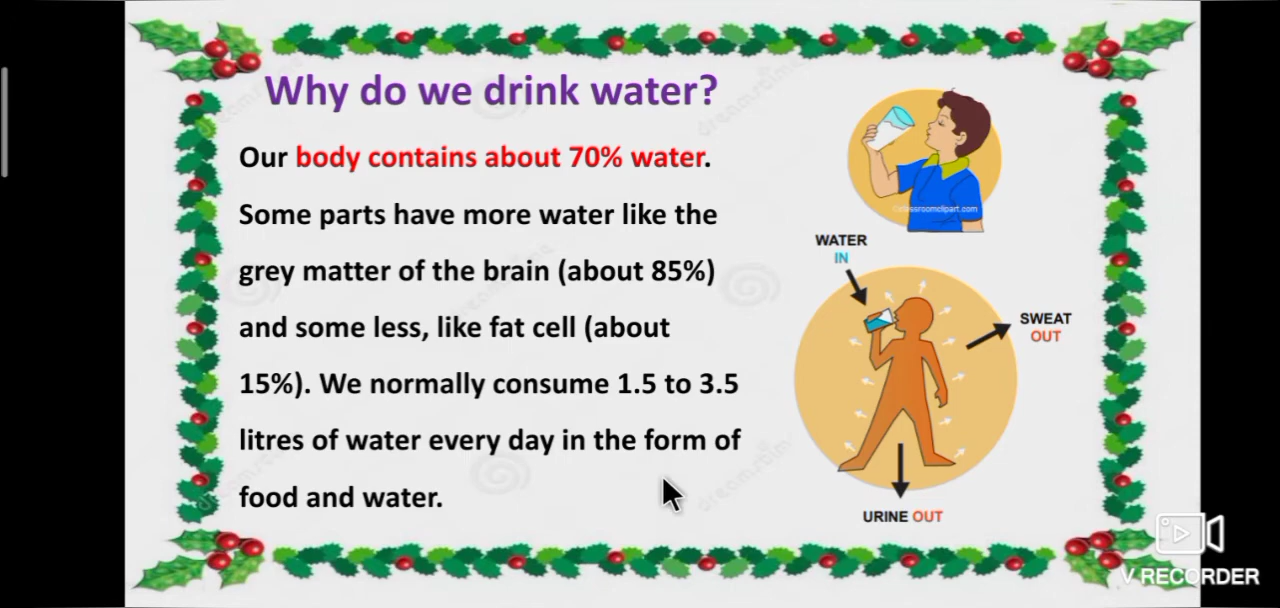 Why do we drink water?
Our body contains about 70% water.
Some parts have more water like the
grey matter of the brain (about 85%)
and some less, like fat cell (about
15%). We normally consume 1.5 to 3.5
litres of water every day in the form of
food and water.
©classroomclipart.com
WATER
IN
SWEAT
OUT
URINE OUT
V RECORDER